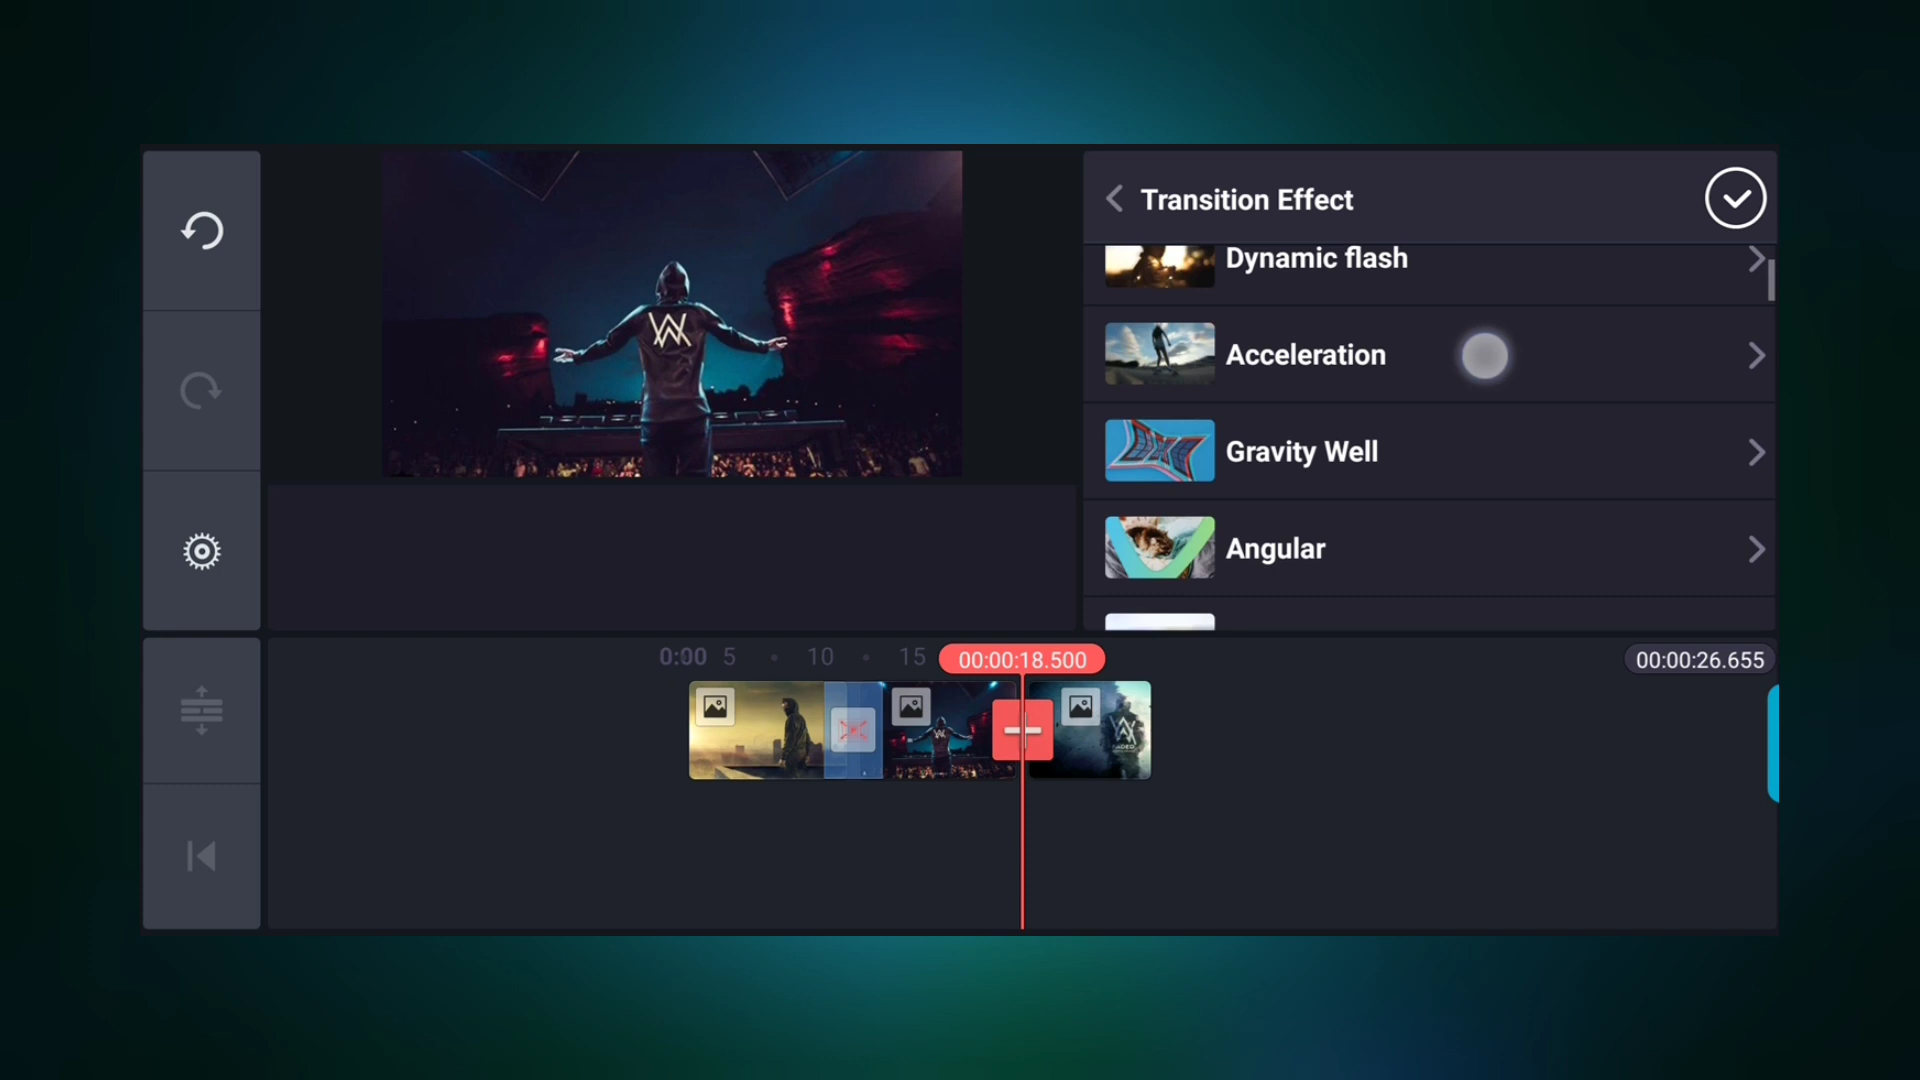 Transition Effect
Dynamic flash
Acceleration
Gravity Well
Angular
0:00 5 10 15 00:00:18.500 00:00:26.655
FADED